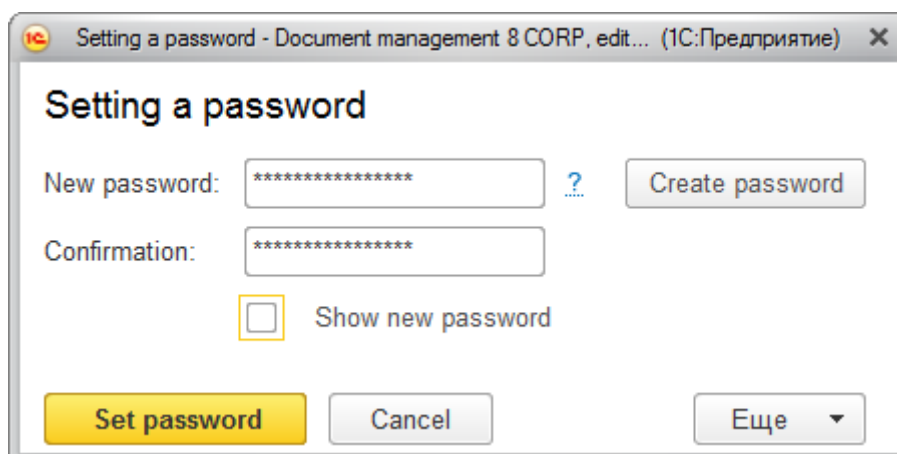 1С Setting a password - Document management 8 CORP, edit... (1С:Предприятие)
Setting a password
New password: **************** ? Create password
Confirmation: ****************
Show new password
Set password Cancel Еще